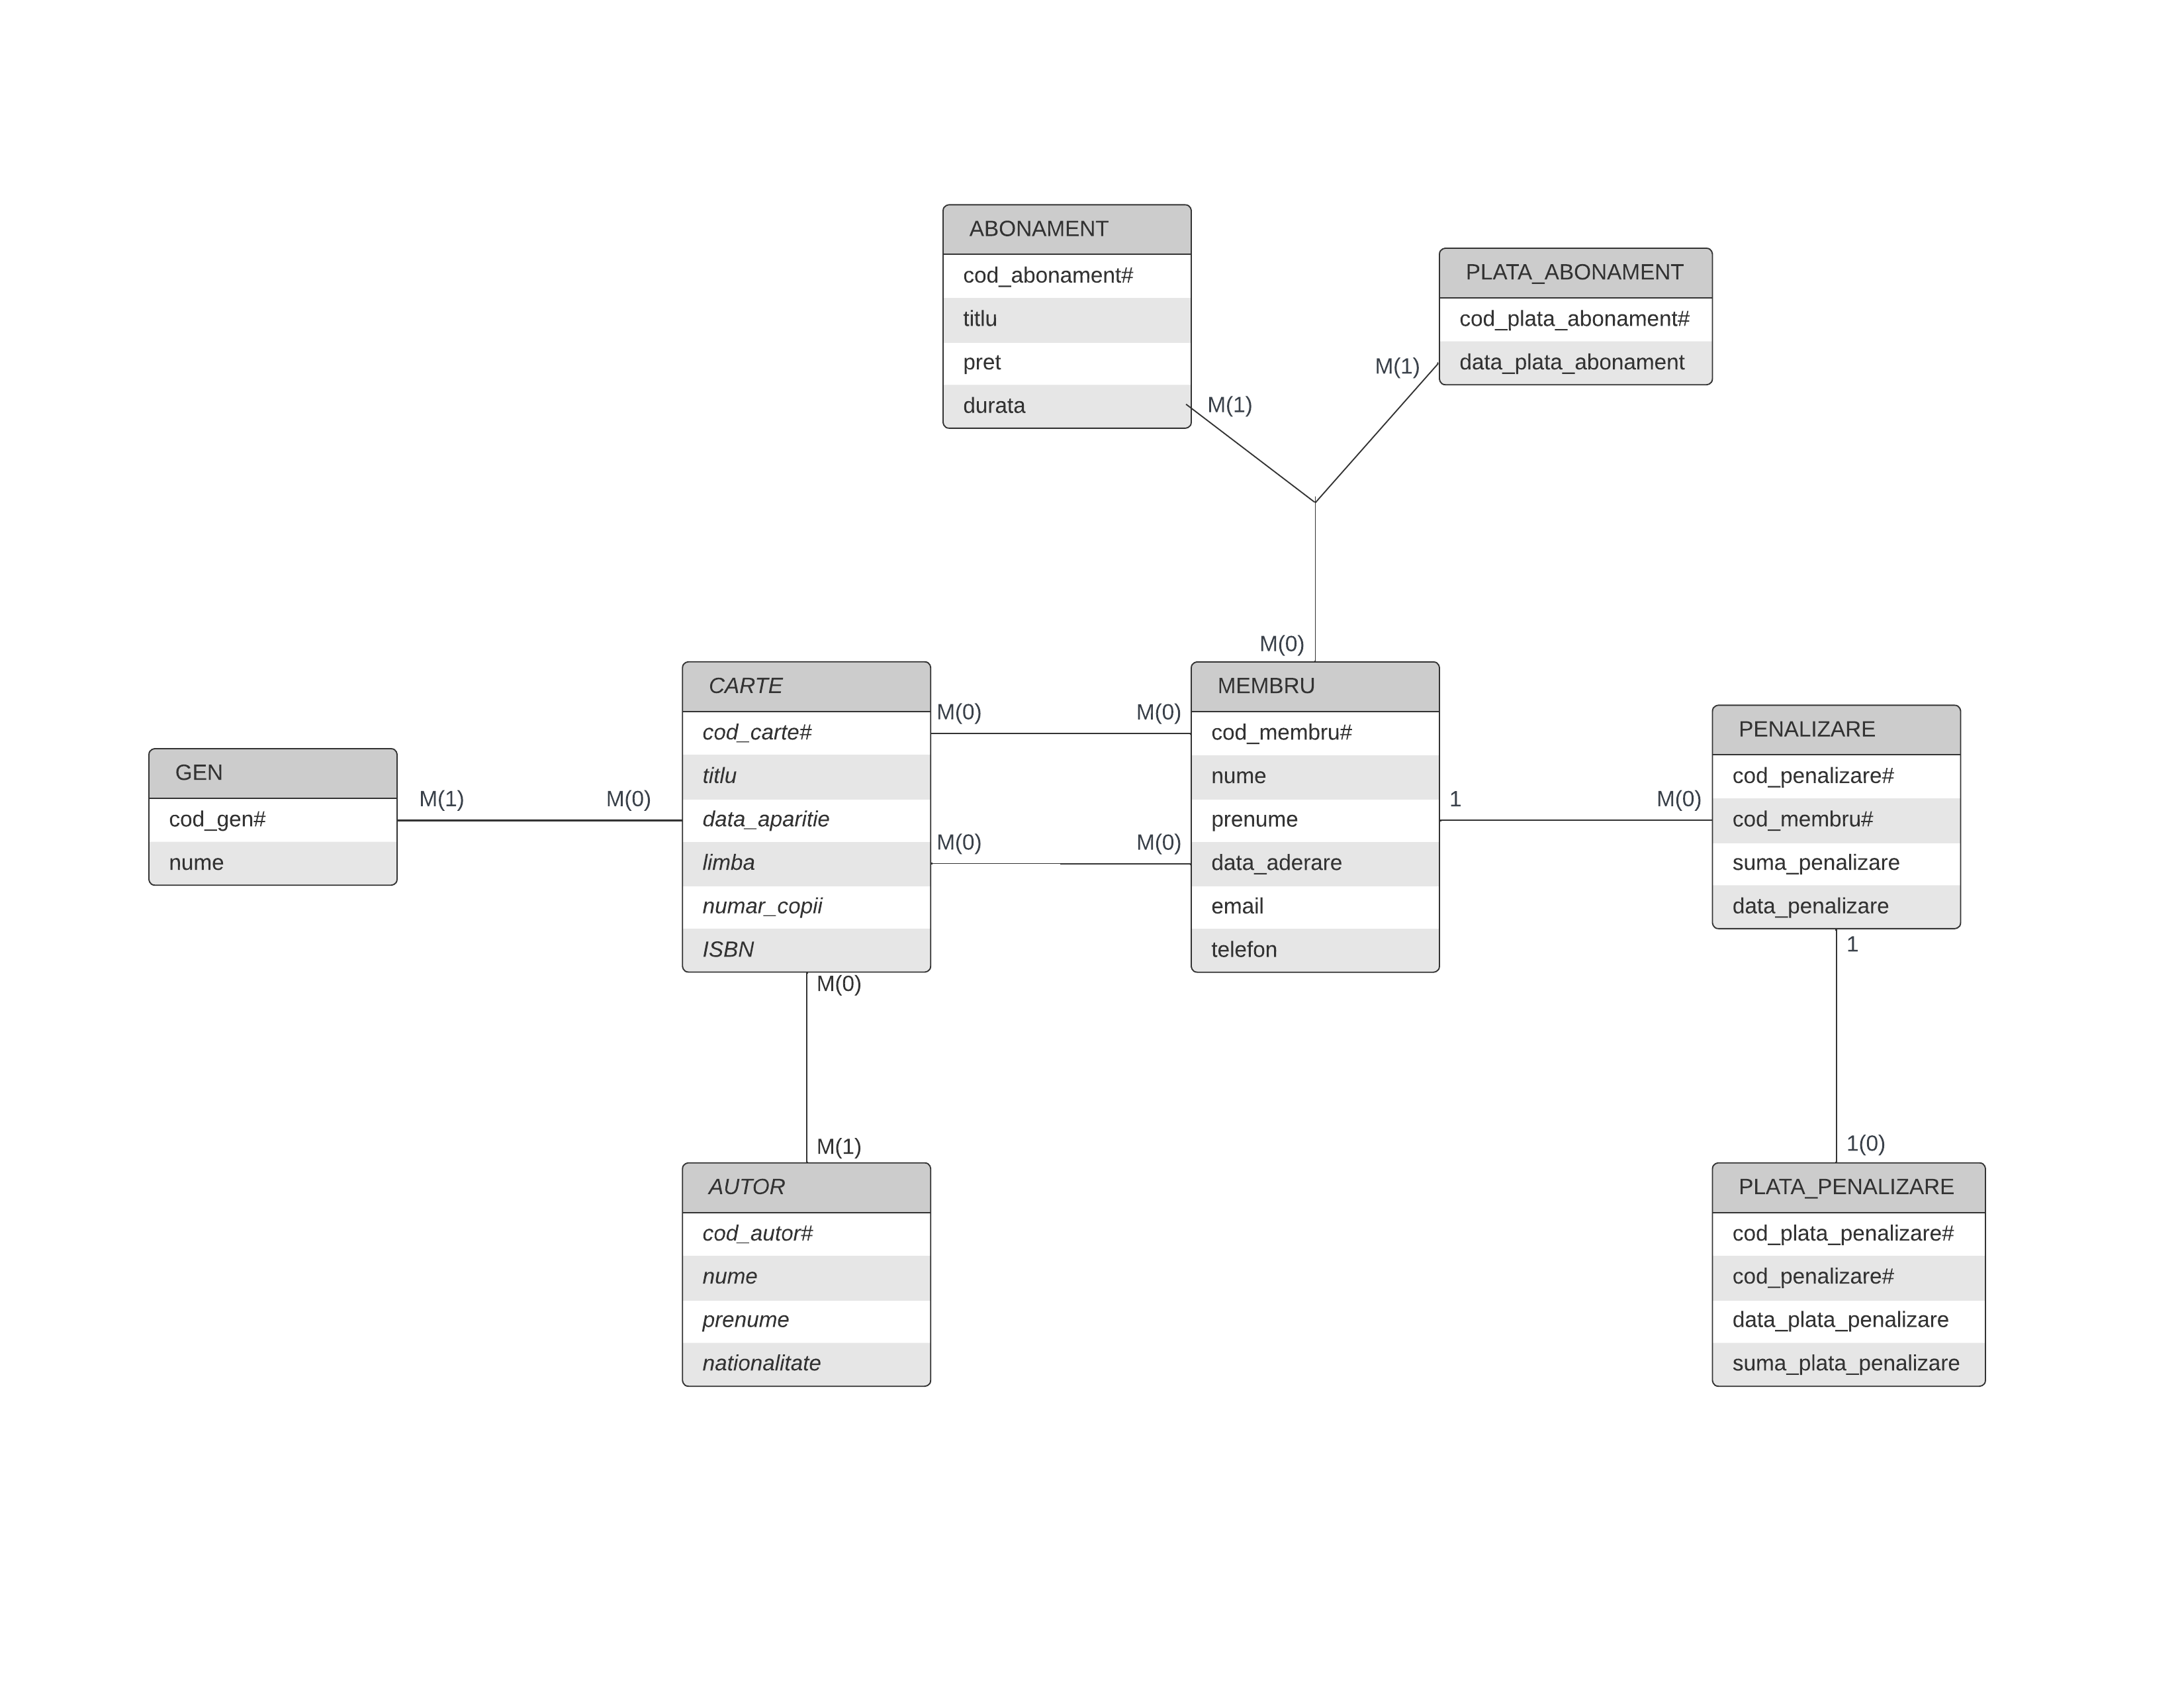 ABONAMENT
cod_abonament#
titlu
pret
durata
PLATA_ABONAMENT
cod_plata_abonament#
data_plata_abonament
M(1)
M(1)
M(0)
GEN
cod_gen#
nume
M(1)
M(0)
CARTE
cod_carte#
titlu
data_aparitie
limba
numar_copii
ISBN
M(0)
M(0)
M(0)
M(0)
MEMBRU
cod_membru#
nume
prenume
data_aderare
email
telefon
1
M(0)
PENALIZARE
cod_penalizare#
cod_membru#
suma_penalizare
data_penalizare
M(0)
M(1)
AUTOR
cod_autor#
nume
prenume
nationalitate
1
1(0)
PLATA_PENALIZARE
cod_plata_penalizare#
cod_penalizare#
data_plata_penalizare
suma_plata_penalizare